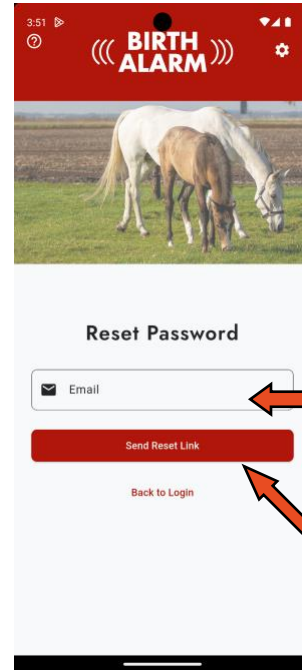 3:51
BIRTH
ALARM
Reset Password
Email
Send Reset Link
Back to Login